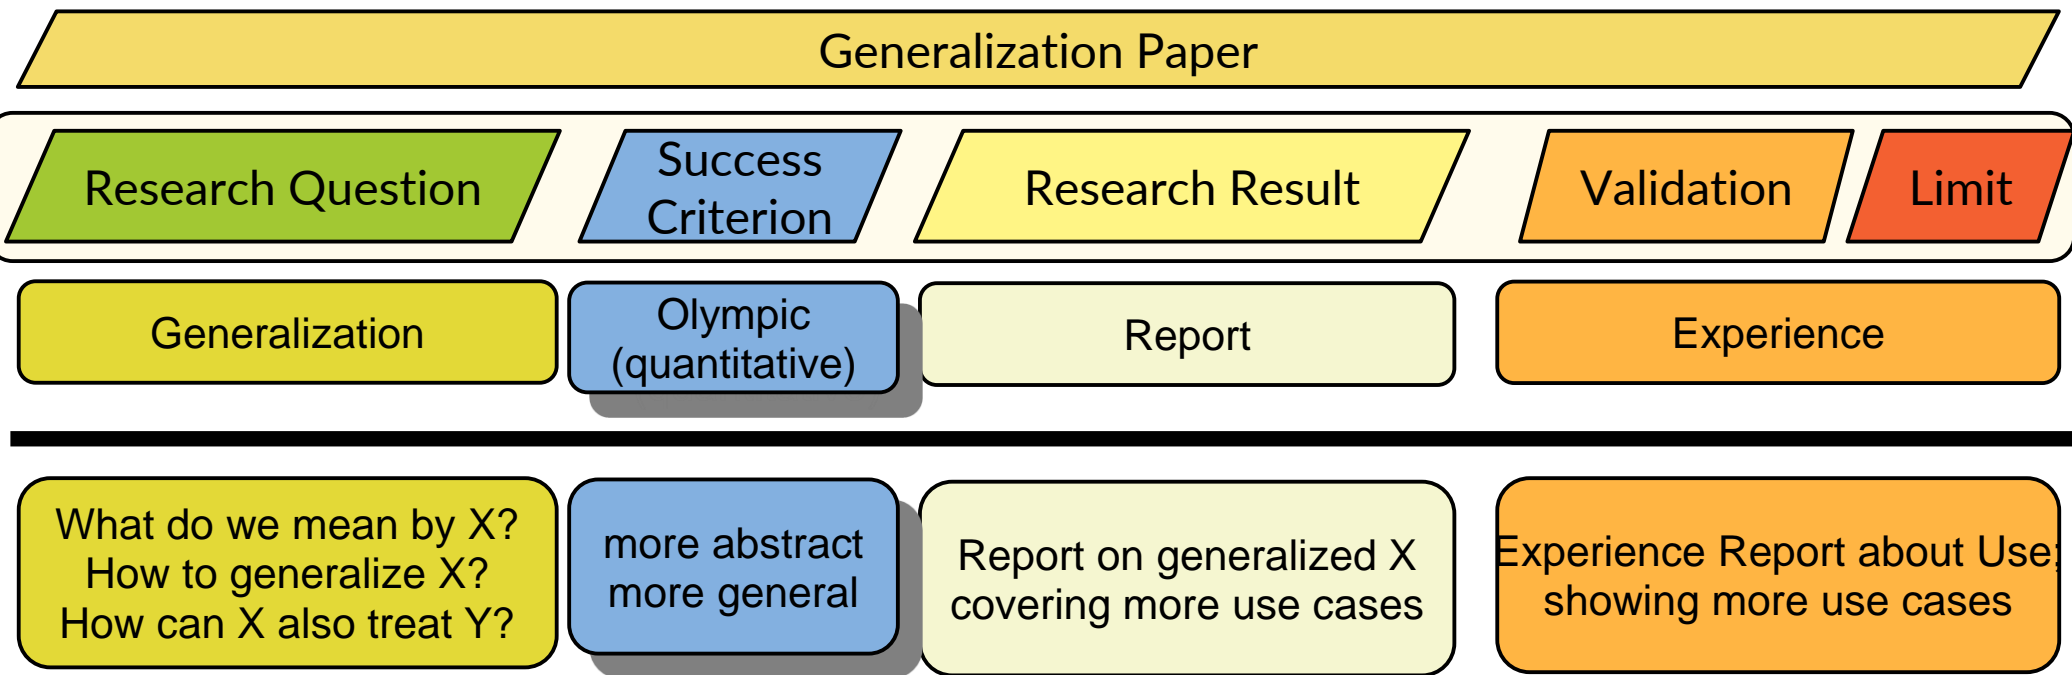 Generalization Paper
Research Question
Success
Criterion
Research Result
Validation
Limit
Generalization
Olympic
(quantitative)
Report
Experience
What do we mean by X?
How to generalize X?
How can X also treat Y?
more abstract
more general
Report on generalized X
covering more use cases
Experience Report about Use;
showing more use cases